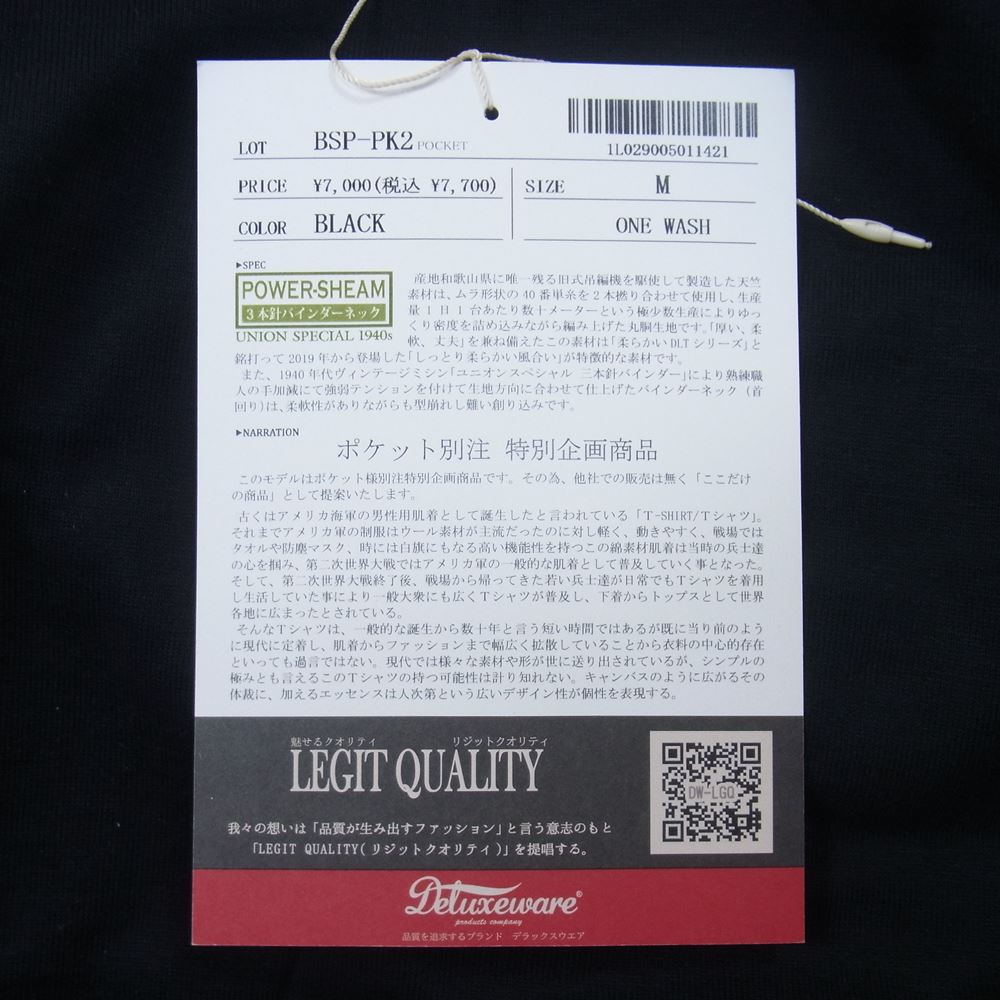 LOT BSP-PK2 POCKET
1L029005011421
PRICE ¥7,000(税込 ¥7,700) SIZE M
COLOR BLACK ONE WASH
▶SPEC
POWER-SHEAM
3本針バインダーネック
UNION SPECIAL 1940s
産地和歌山県に唯一残る旧式吊編機を駆使して製造した天竺
素材は、ムラ形状の40番単糸を2本撚り合わせて使用し、生産
量1日1台あたり数十メーターという極少数生産によりゆっ
くり密度を詰め込みながら編み上げた丸胴生地です。「厚い、柔
軟、丈夫」を兼ね備えたこの素材は「柔らかいDLTシリーズ」と
銘打って2019年から登場した「しっとり柔らかい風合い」が特徴的な素材です。
また、1940年代ヴィンテージミシン「ユニオンスペシャル 三本針バインダー」により熟練職
人の手加減にて強弱テンションを付けて生地方向に合わせて仕上げたバインダーネック（首
回り)は、柔軟性がありながらも型崩れし難い創り込みです。
▶NARRATION
ポケット別注 特別企画商品
このモデルはポケット様別注特別企画商品です。その為、他社での販売は無く「ここだけ
の商品」として提案いたします。
古くはアメリカ海軍の男性用肌着として誕生したと言われている「T-SHIRT/Tシャツ」。
それまでアメリカ軍の制服はウール素材が主流だったのに対し軽く、動きやすく、戦場では
タオルや防塵マスク、時には白旗にもなる高い機能性を持つこの綿素材肌着は当時の兵士達
の心を掴み、第二次世界大戦ではアメリカ軍の一般的な肌着として普及していく事となった。
そして、第二次世界大戦終了後、戦場から帰ってきた若い兵士達が日常でもTシャツを着用
し生活していた事により一般大衆にも広くTシャツが普及し、下着からトップスとして世界
各地に広まったとされている。
そんなTシャツは、一般的な誕生から数十年と言う短い時間ではあるが既に当り前のよう
に現代に定着し、肌着からファッションまで幅広く拡散していることから衣料の中心的存在
といっても過言ではない。現代では様々な素材や形が世に送り出されているが、シンプルの
極みとも言えるこのTシャツの持つ可能性は計り知れない。キャンバスのように広がるその
体裁に、加えるエッセンスは人次第という広いデザイン性が個性を表現する。
魅せるクオリティ リジットクオリティ
LEGIT QUALITY
DW-LGQ
我々の想いは「品質が生み出すファッション」と言う意志のもと
「LEGIT QUALITY(リジットクオリティ)」を提唱する。
Deluxeware®
products company
品質を追求するブランド デラックスウエア